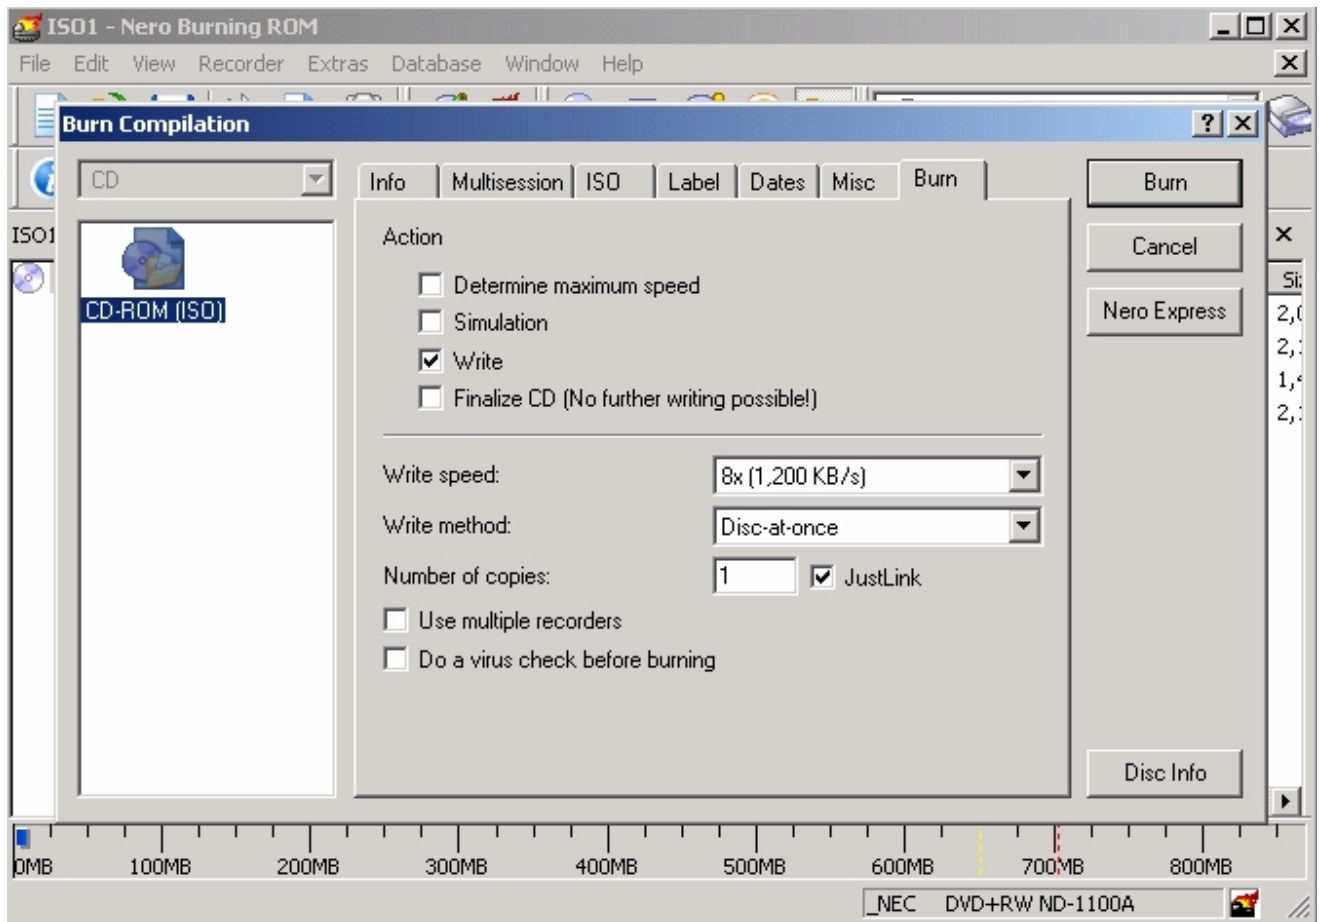 ISO1 - Nero Burning ROM
File Edit View Recorder Extras Database Window Help
Burn Compilation
CD
Info Multisession ISO Label Dates Misc Burn
Burn
ISO1
Action
Cancel
Determine maximum speed
CD-ROM (ISO)
Nero Express
Simulation
Write
Finalize CD (No further writing possible!)
Write speed: 8x (1,200 KB/s)
Write method: Disc-at-once
Number of copies: 1 JustLink
Use multiple recorders
Do a virus check before burning
Disc Info
0MB 100MB 200MB 300MB 400MB 500MB 600MB 700MB 800MB
_NEC DVD+RW ND-1100A